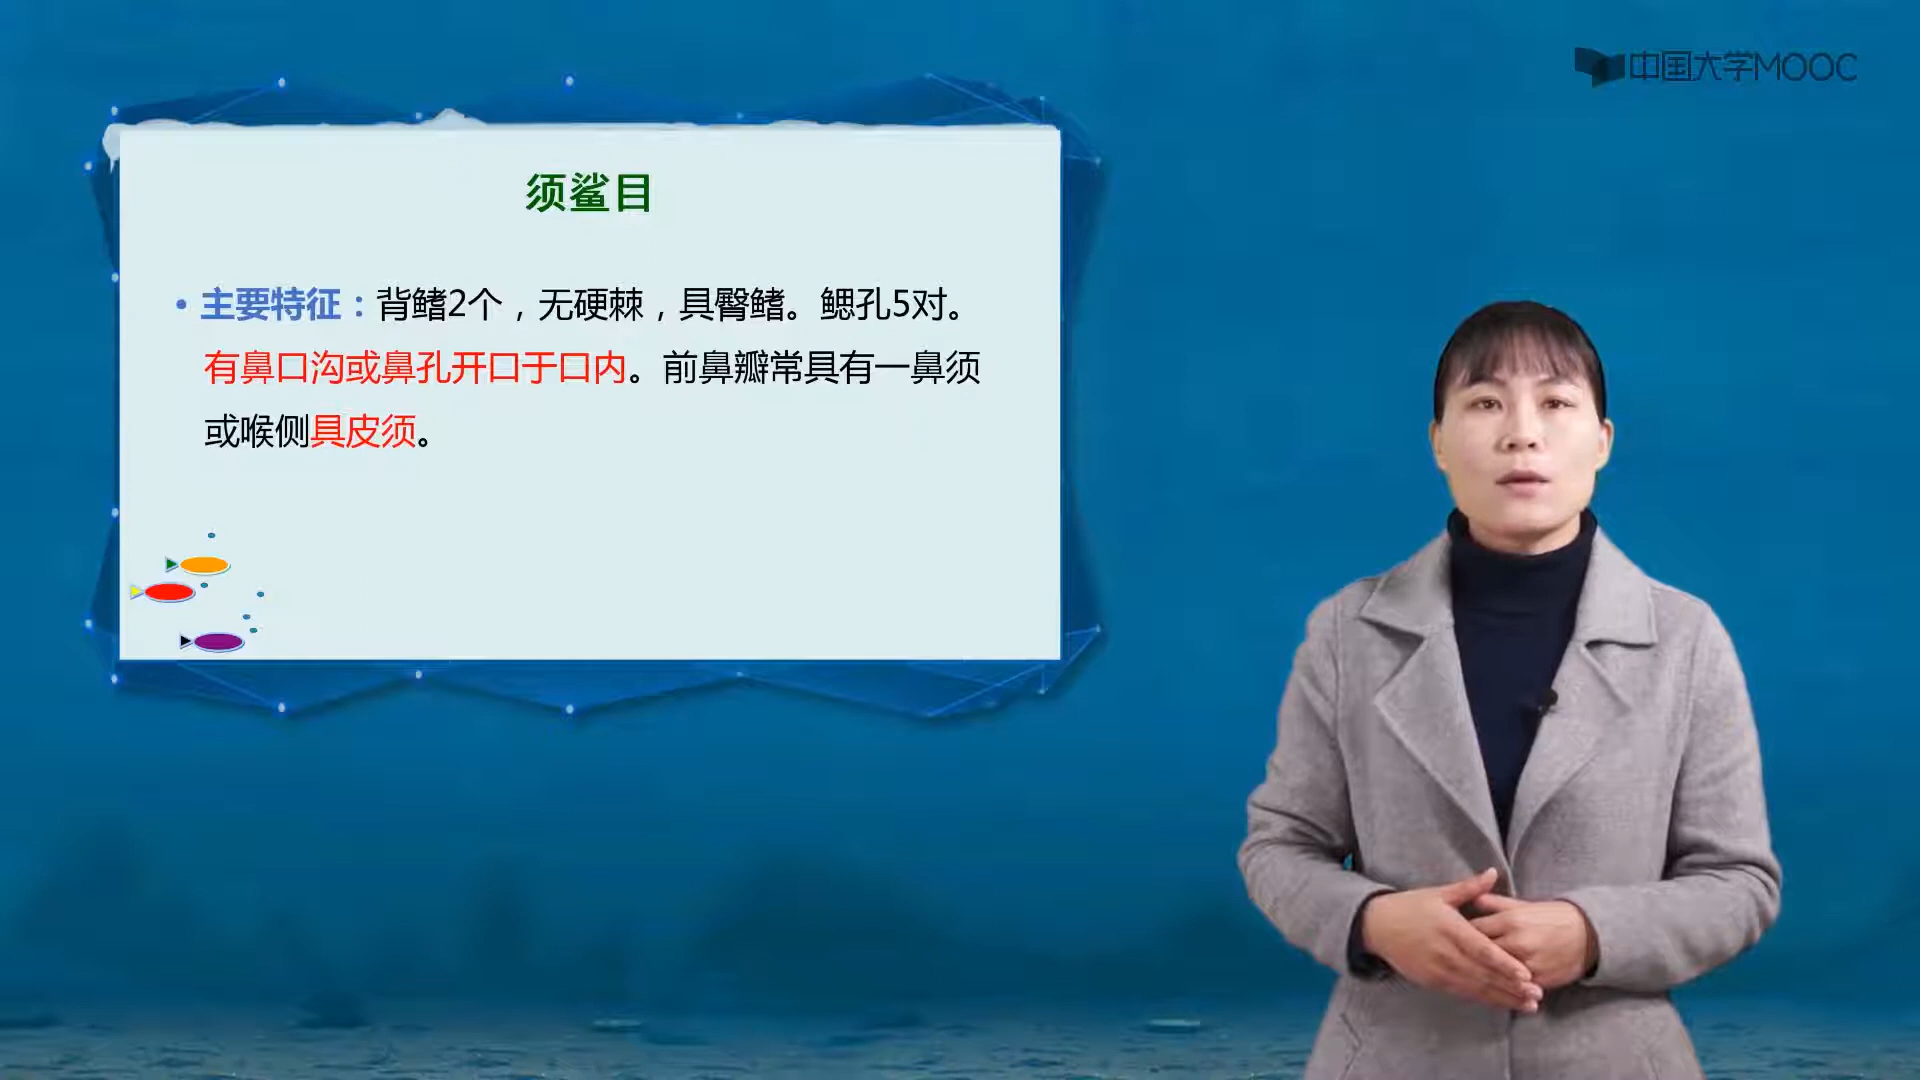 中国大学MOOC
须鲨目
• 主要特征：背鳍2个，无硬棘，具臀鳍。鳃孔5对。
有鼻口沟或鼻孔开口于口内。前鼻瓣常具有一鼻须
或喉侧具皮须。